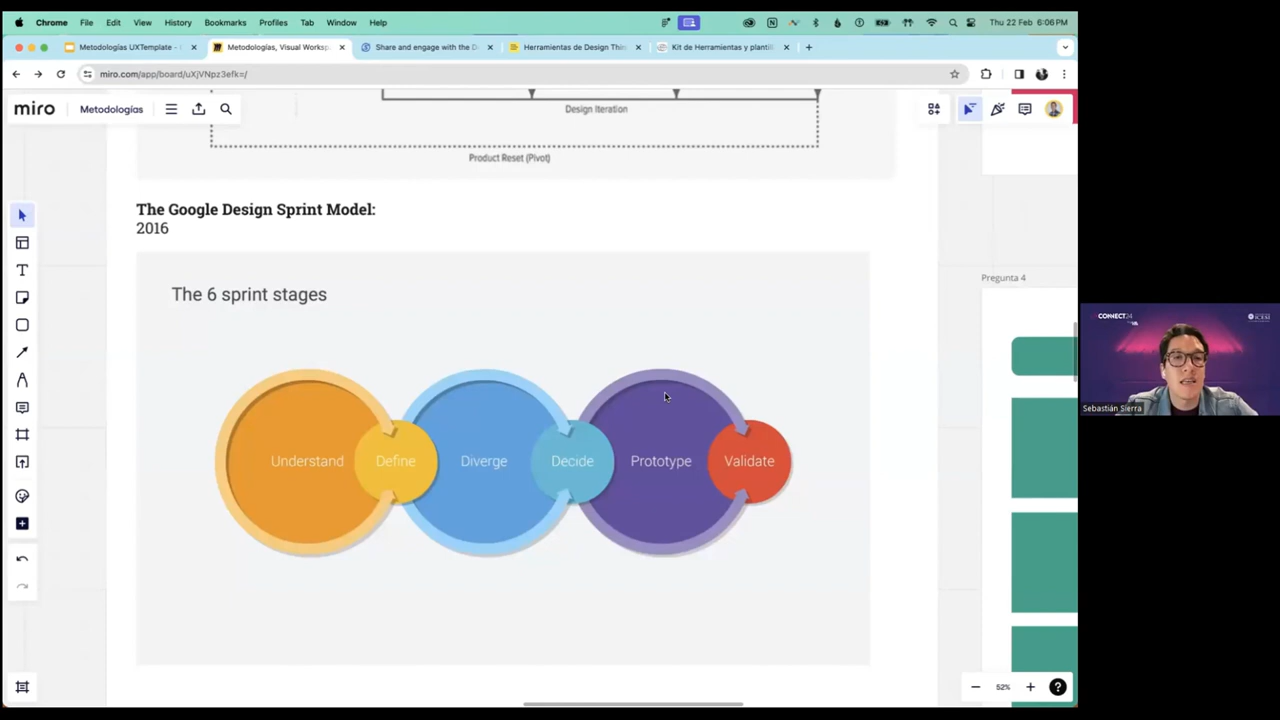 Chrome File Edit View History Bookmarks Profiles Tab Window Help Thu 22 Feb 6:06 PM
Metodologías UXTemplate - Metodologías, Visual Worksp Share and engage with the D Herramientas de Design Thin Kit de Herramientas y plantil
miro.com/app/board/uXjVNpz3efk=/
miro Metodologías
Design Iteration
Product Reset (Pivot)
The Google Design Sprint Model:
2016
Pregunta 4
The 6 sprint stages
Understand Define Diverge Decide Prototype Validate
52%
CONNECT24
Sebastián Sierra